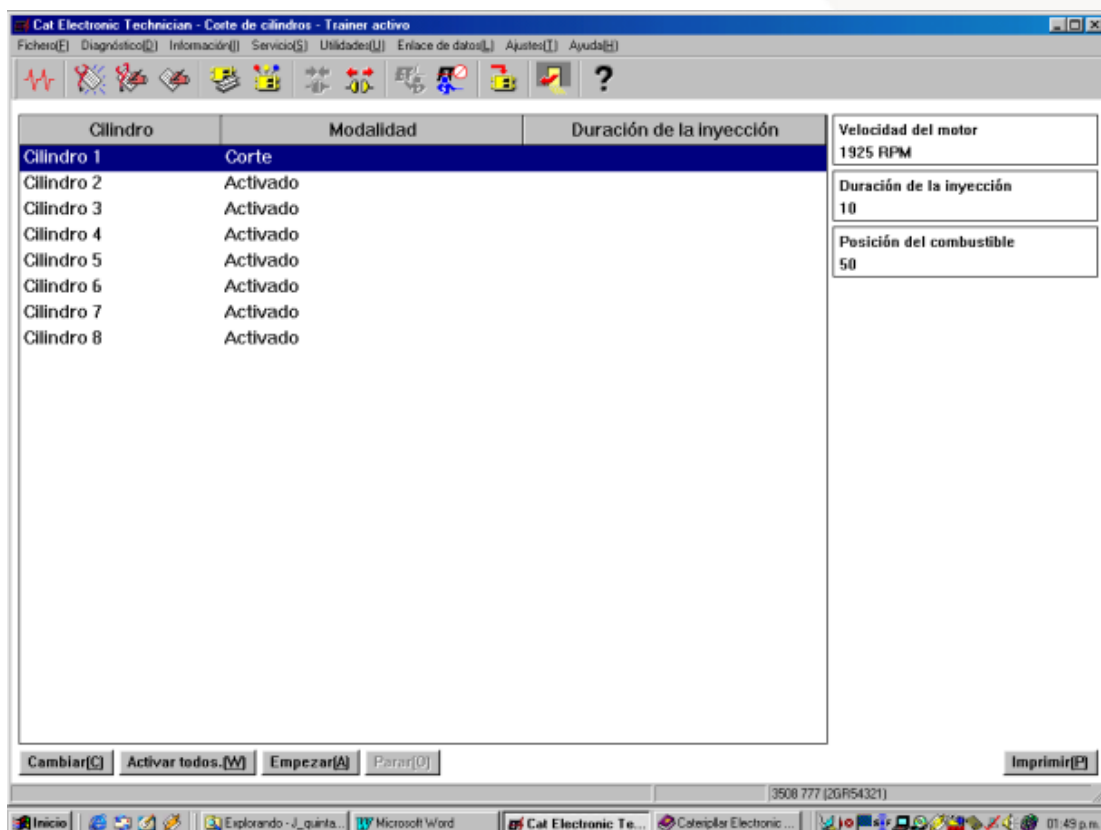 Cat Electronic Technician - Corte de cilindros - Trainer activo
Fichero(F) Diagnóstico(D) Información(I) Servicio(S) Utilidades(U) Enlace de datos(L) Ajustes(T) Ayuda(H)
Cilindro Modalidad Duración de la inyección
Cilindro 1 Corte
Cilindro 2 Activado
Cilindro 3 Activado
Cilindro 4 Activado
Cilindro 5 Activado
Cilindro 6 Activado
Cilindro 7 Activado
Cilindro 8 Activado
Velocidad del motor
1925 RPM
Duración de la inyección
10
Posición del combustible
50
Cambiar(C) Activar todos.(W) Empezar(A) Parar(O) Imprimir(P)
3508 777 (2GR54321)
Inicio Explorando - J_quinta... Microsoft Word Cat Electronic Te... Caterpillar Electronic ... 01:49 p.m.